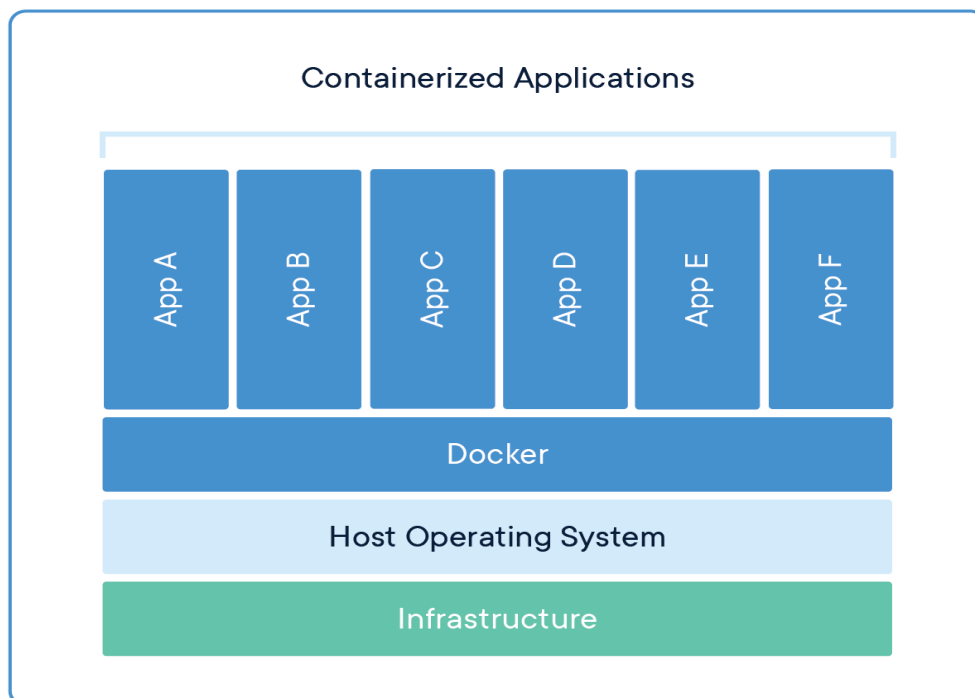 Containerized Applications
App A
App B
App C
App D
App E
App F
Docker
Host Operating System
Infrastructure